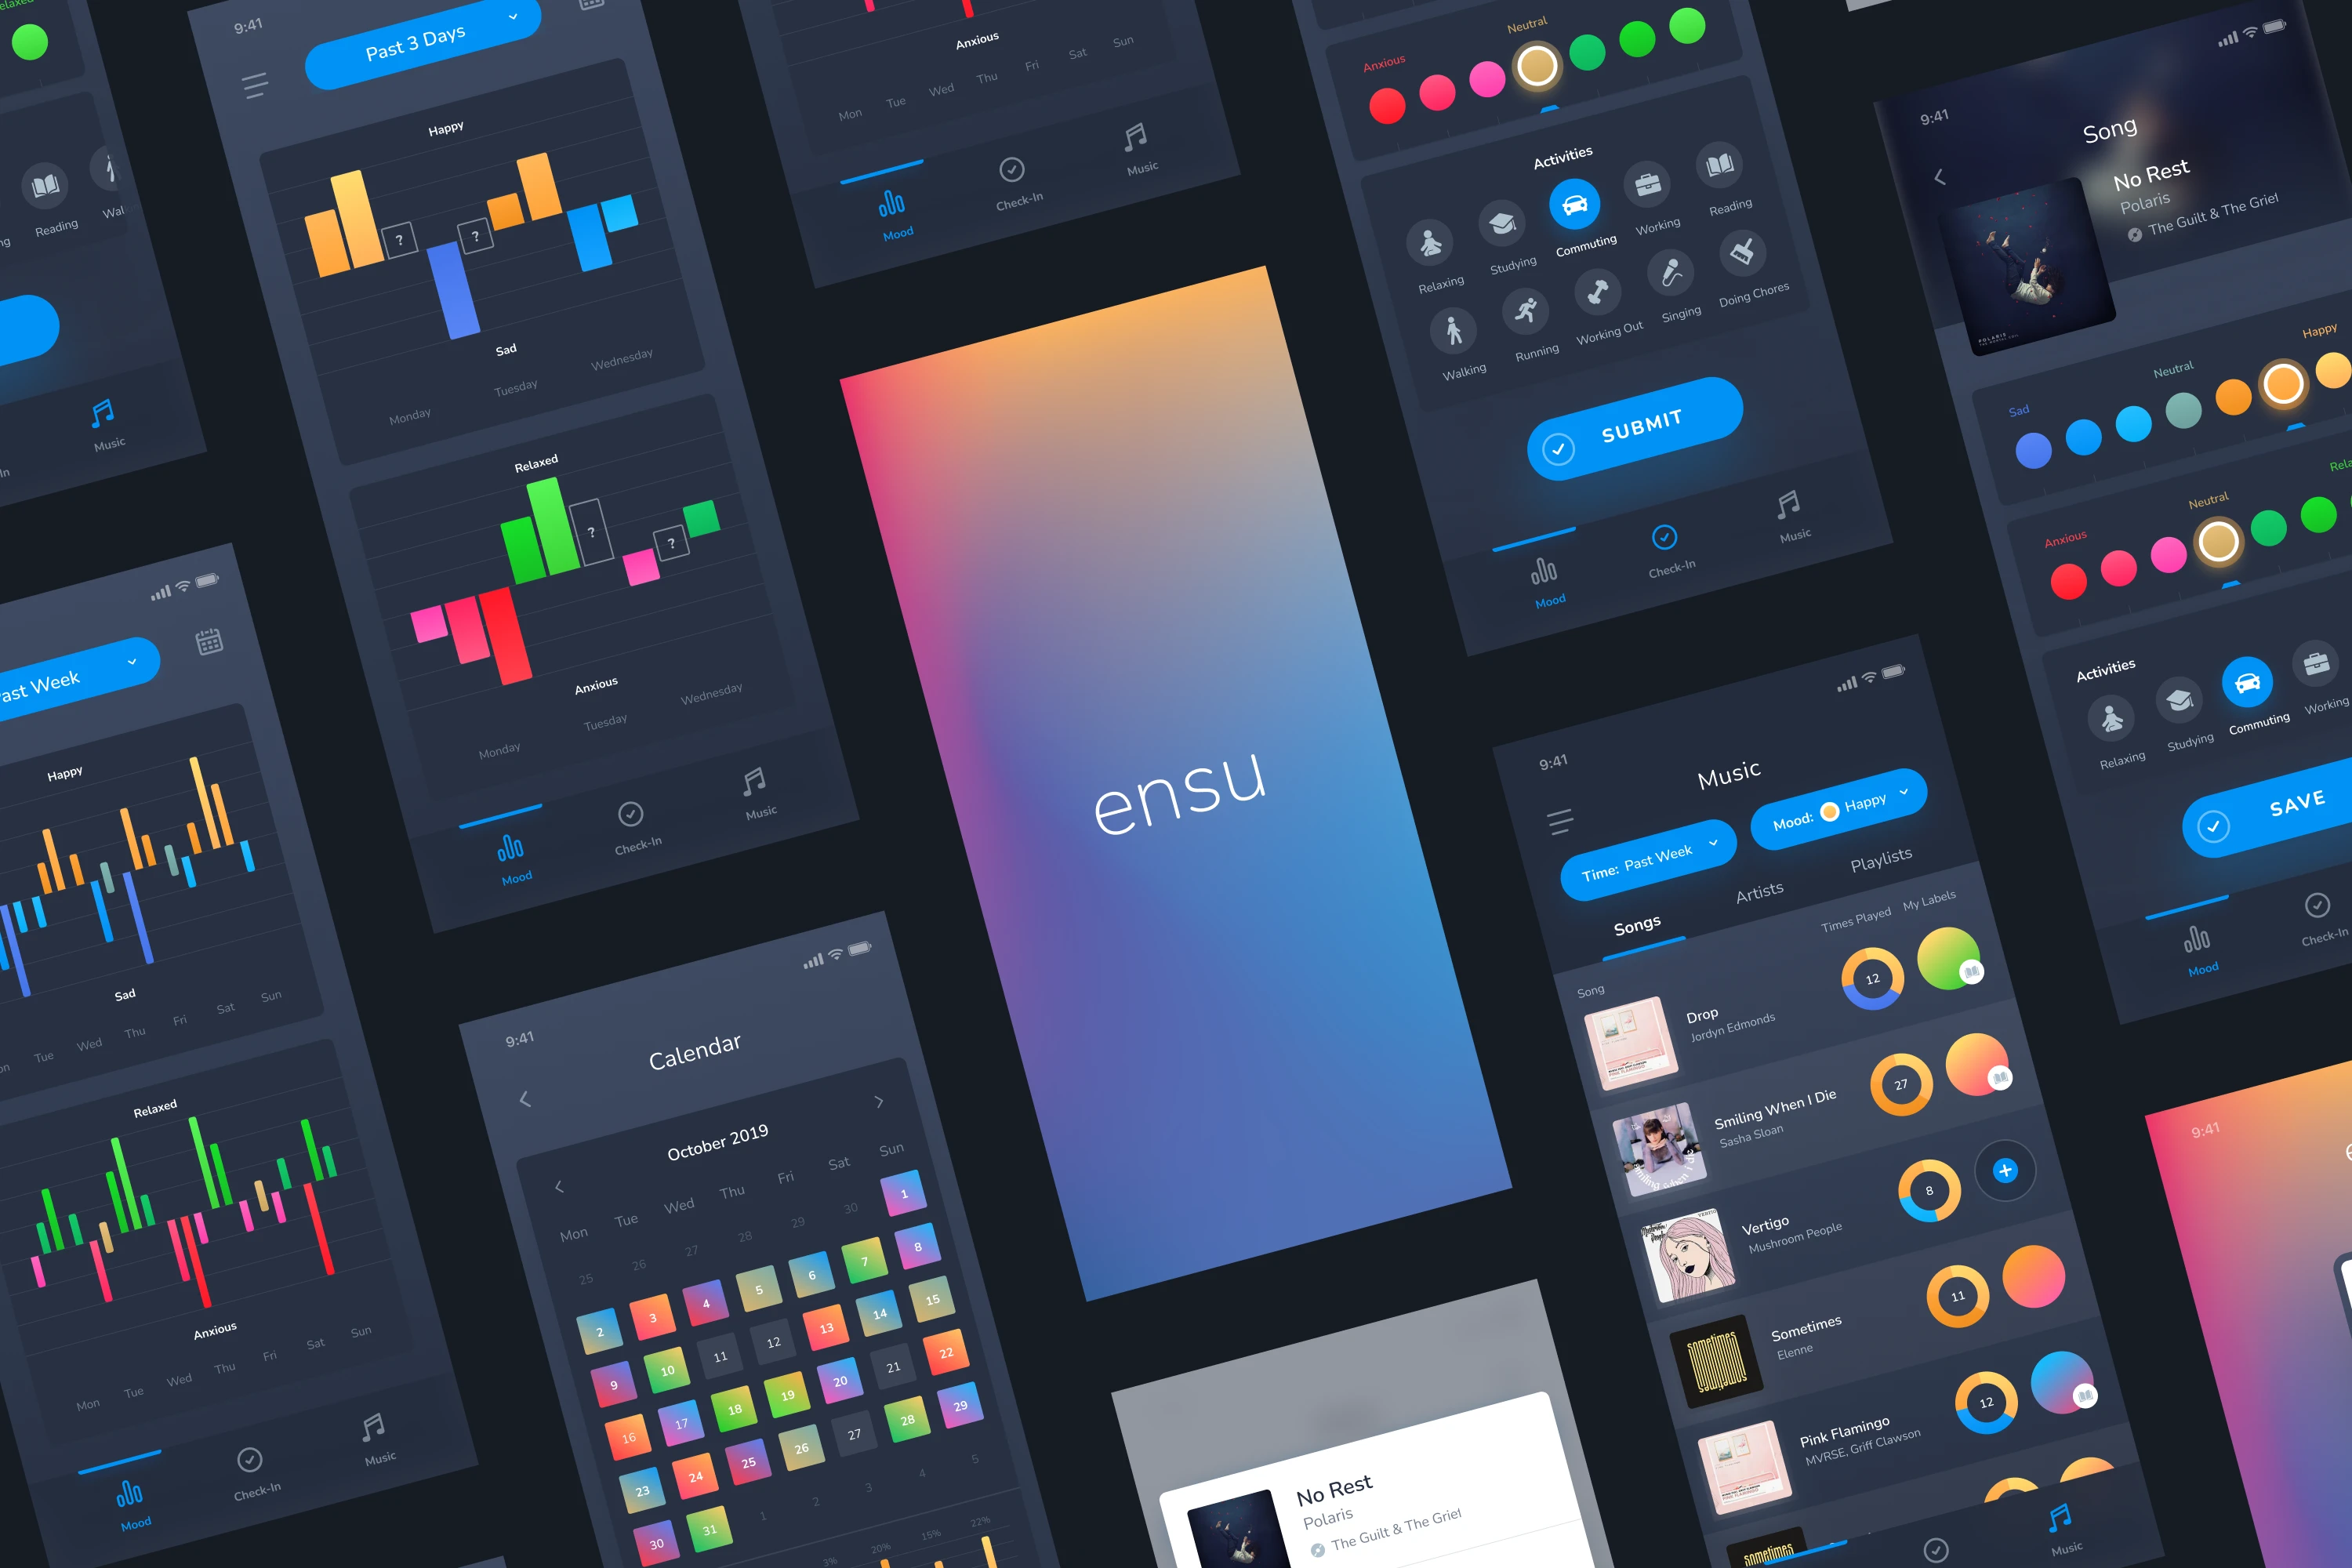 Relaxed
Reading
Music
9:41
Past 3 Days
Happy
?
?
Sad
Monday
Tuesday
Wednesday
Relaxed
?
?
Anxious
Monday
Tuesday
Wednesday
Mood
Check-In
Music
Past Week
Happy
Sad
Tue
Wed
Thu
Fri
Sat
Sun
Relaxed
Anxious
Mon
Tue
Wed
Thu
Fri
Sat
Sun
Mood
Check-In
Music
Anxious
Mon
Tue
Wed
Thu
Fri
Sat
Sun
Mood
Check-In
Music
ensu
9:41
Calendar
October 2019
Mon
Tue
Wed
Thu
Fri
Sat
Sun
25 26 27 28 29 30 1
2 3 4 5 6 7 8
9 10 11 12 13 14 15
16 17 18 19 20 21 22
23 24 25 26 27 28 29
30 31 1 2 3 4 5
3%
20%
15%
22%
Anxious
Neutral
Activities
Relaxing
Studying
Commuting
Working
Reading
Walking
Running
Working Out
Singing
Doing Chores
SUBMIT
Mood
Check-In
Music
9:41
Song
No Rest
Polaris
The Guilt & The Grief
POLARIS
Sad
Neutral
Happy
Anxious
Neutral
Activities
Relaxing
Studying
Commuting
Working
SAVE
Mood
Check-In
9:41
Music
Time: Past Week
Mood: Happy
Songs
Artists
Playlists
Song
Times Played
My Labels
Drop
Jordyn Edmonds
12
Smiling When I Die
Sasha Sloan
27
Vertigo
Mushroom People
8
Sometimes
Elenne
11
sometimes
Pink Flamingo
MVRSE, Griff Clawson
12
sometimes
Music
No Rest
Polaris
The Guilt & The Grief
9:41